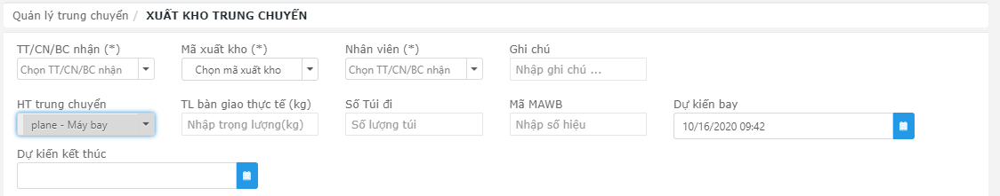 Quản lý trung chuyển / XUẤT KHO TRUNG CHUYỂN
TT/CN/BC nhận (*) Mã xuất kho (*) Nhân viên (*) Ghi chú
Chọn TT/CN/BC nhận Chọn mã xuất kho Chọn TT/CN/BC nhận Nhập ghi chú ...
HT trung chuyển TL bàn giao thực tế (kg) Số Túi đi Mã MAWB Dự kiến bay
plane - Máy bay Nhập trọng lượng(kg) Số lượng túi Nhập số hiệu 10/16/2020 09:42
Dự kiến kết thúc